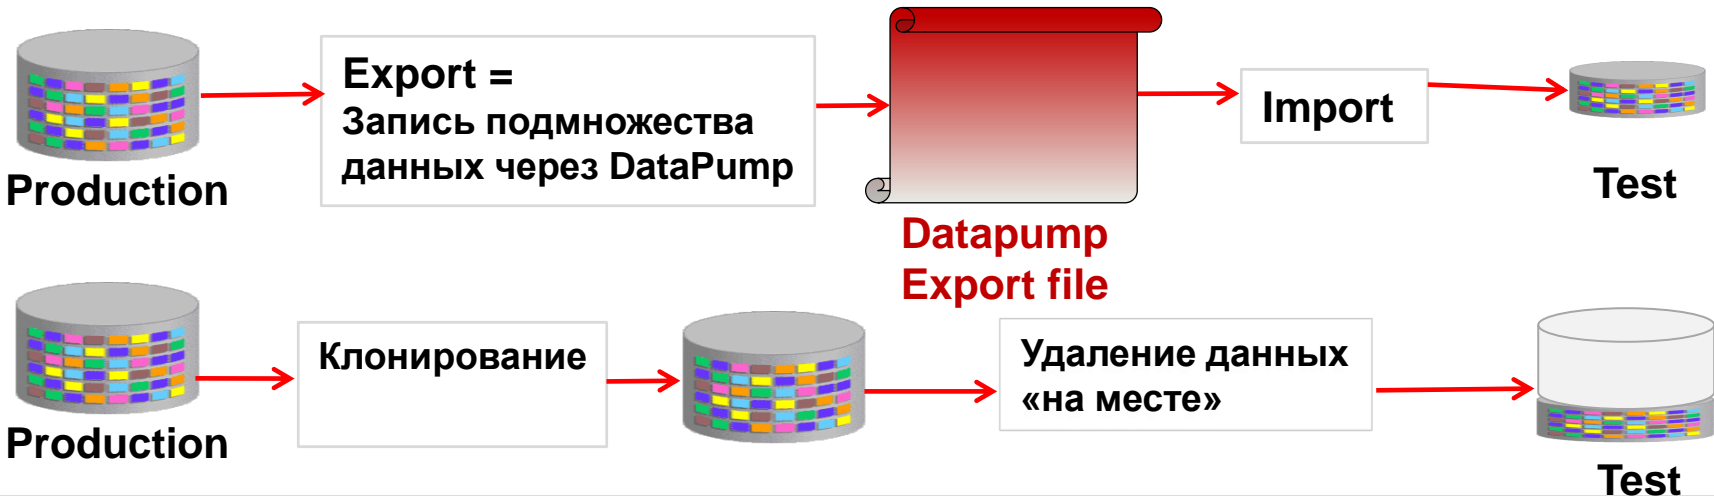 Production
Export =
Запись подмножества
данных через DataPump
Datapump
Export file
Import
Test
Production
Клонирование
Удаление данных
«на месте»
Test